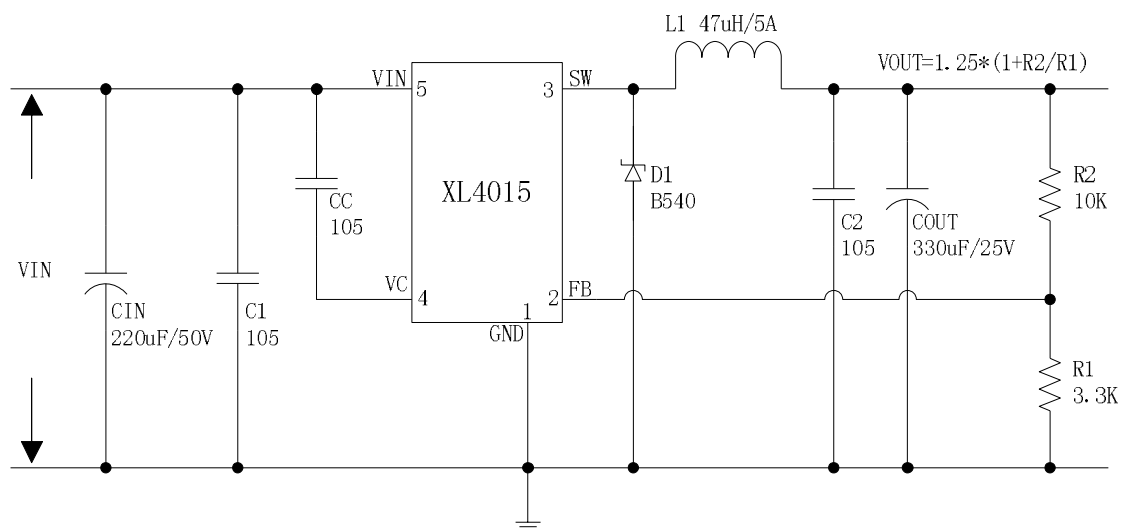 L1 47uH/5A
VOUT=1.25*(1+R2/R1)
VIN
5
3
SW
XL4015
CC
105
D1
B540
R2
10K
C2
105
COUT
330uF/25V
VIN
VC
4
2
FB
1
GND
CIN
220uF/50V
C1
105
R1
3.3K